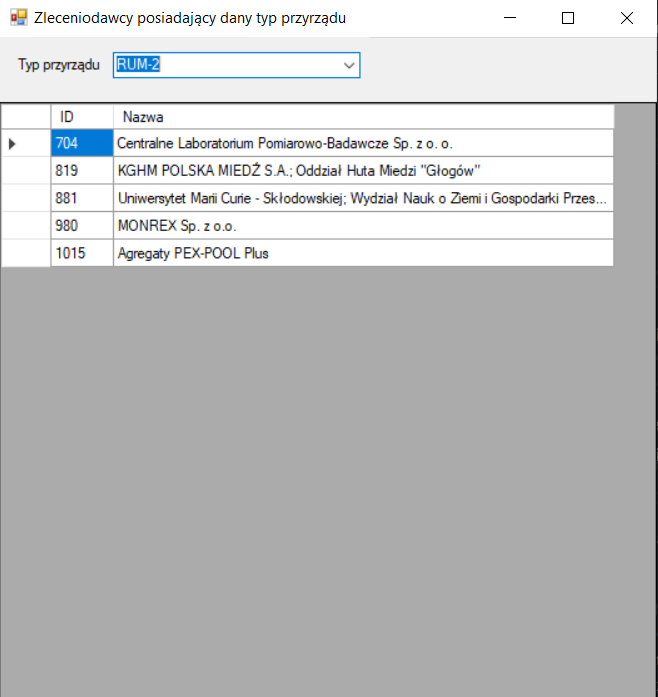 Zleceniodawcy posiadający dany typ przyrządu
Typ przyrządu RUM-2
ID Nazwa
704 Centralne Laboratorium Pomiarowo-Badawcze Sp. z o. o.
819 KGHM POLSKA MIEDŹ S.A.; Oddział Huta Miedzi "Głogów"
881 Uniwersytet Marii Curie - Skłodowskiej; Wydział Nauk o Ziemi i Gospodarki Przes...
980 MONREX Sp. z o.o.
1015 Agregaty PEX-POOL Plus